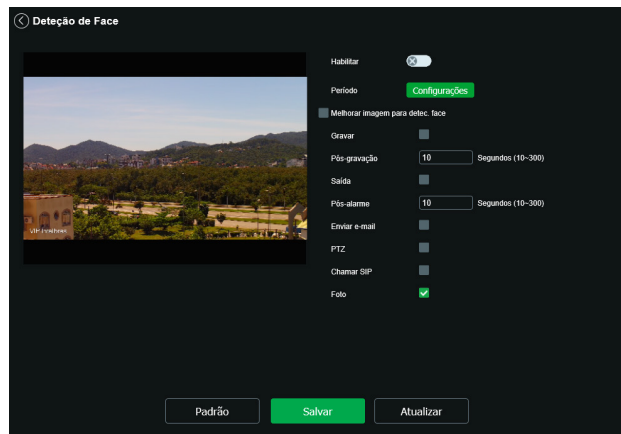 Deteção de Face
Habilitar
Período Configurações
Melhorar imagem para detec. face
Gravar
Pós-gravação 10 Segundos (10~300)
Saída
Pós-alarme 10 Segundos (10~300)
Enviar e-mail
PTZ
Chamar SIP
Foto
Padrão Salvar Atualizar